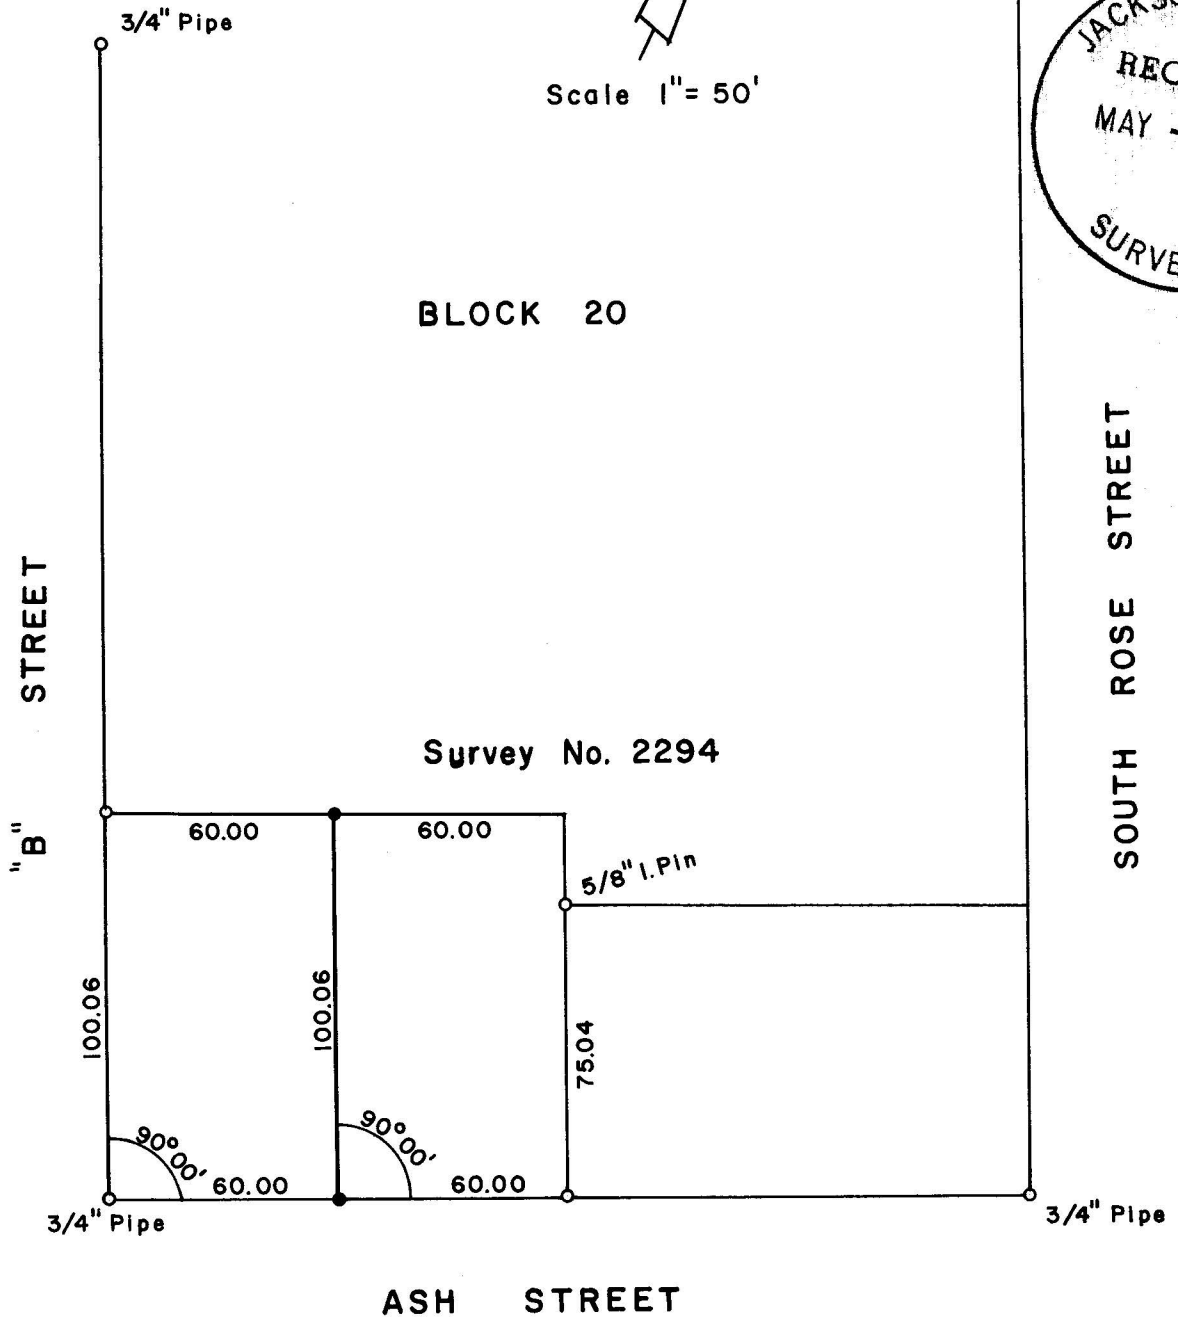 3/4" Pipe
Scale 1"= 50'
MAY -
BLOCK 20
"B" STREET
SOUTH ROSE STREET
Survey No. 2294
60.00
60.00
5/8" I.Pin
100.06
100.06
75.04
90°00'
90°00'
60.00
60.00
3/4" Pipe
3/4" Pipe
ASH STREET